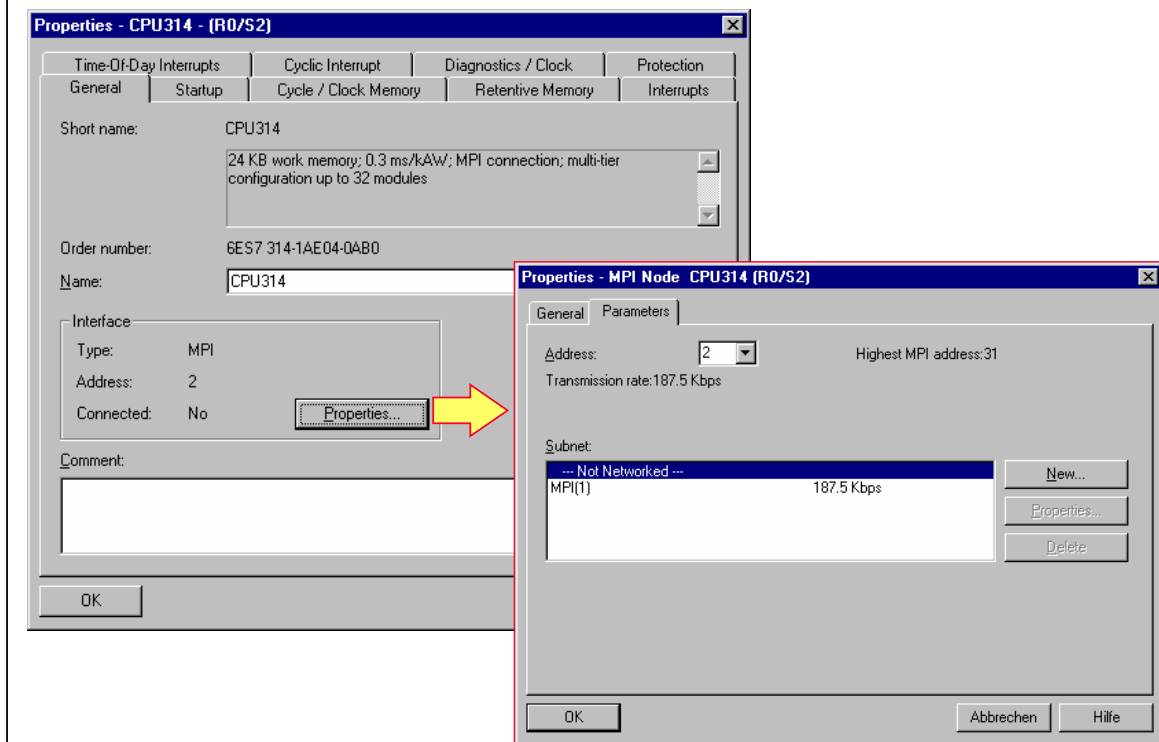 Properties - CPU314 - (R0/S2)
Time-Of-Day Interrupts Cyclic Interrupt Diagnostics / Clock Protection
General Startup Cycle / Clock Memory Retentive Memory Interrupts
Short name: CPU314
24 KB work memory; 0.3 ms/kAW; MPI connection; multi-tier
configuration up to 32 modules
Order number: 6ES7 314-1AE04-0AB0
Name: CPU314
Interface
Type: MPI
Address: 2
Connected: No Properties...
Comment:
OK
Properties - MPI Node CPU314 (R0/S2)
General Parameters
Address: 2 Highest MPI address:31
Transmission rate:187.5 Kbps
Subnet:
--- Not Networked ---
MPI(1) 187.5 Kbps
New...
Properties...
Delete
OK Abbrechen Hilfe